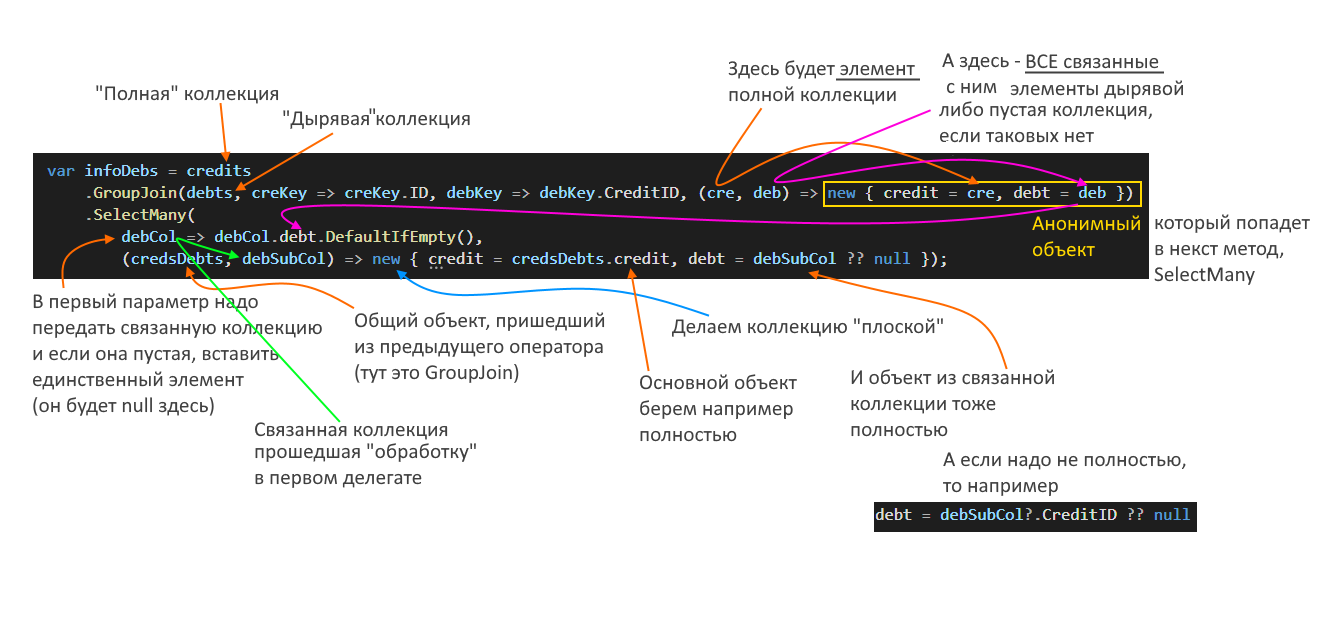 Здесь будет элемент
полной коллекции
А здесь - ВСЕ связанные
с ним элементы дырявой
либо пустая коллекция,
если таковых нет
"Полная" коллекция
"Дырявая"коллекция
var infoDebs = credits
.GroupJoin(debts, creKey => creKey.ID, debKey => debKey.CreditID, (cre, deb) => new { credit = cre, debt = deb })
.SelectMany(
debCol => debCol.debt.DefaultIfEmpty(),
(credsDebts, debSubCol) => new { credit = credsDebts.credit, debt = debSubCol ?? null });
Анонимный
объект
который попадет
в некст метод,
SelectMany
В первый параметр надо
передать связанную коллекцию
и если она пустая, вставить
единственный элемент
(он будет null здесь)
Общий объект, пришедший
из предыдущего оператора
(тут это GroupJoin)
Делаем коллекцию "плоской"
Связанная коллекция
прошедшая "обработку"
в первом делегате
Основной объект
берем например
полностью
И объект из связанной
коллекции тоже
полностью
А если надо не полностью,
то например
debt = debSubCol?.CreditID ?? null